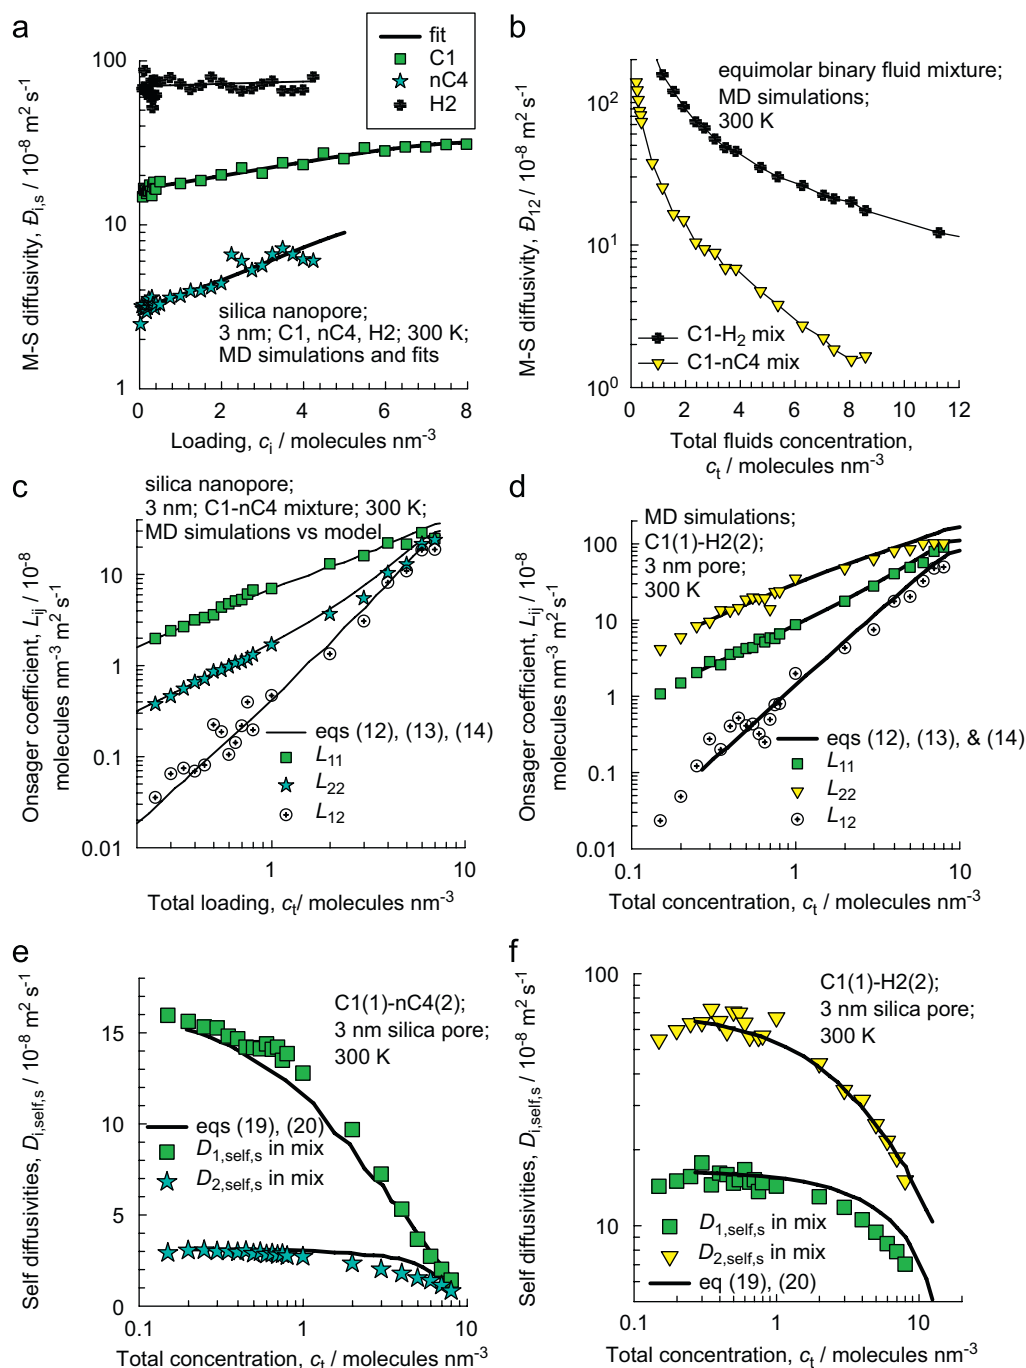 a
fit
C1
nC4
H2
100
10
1
M-S diffusivity, Đi,s / 10-8 m2 s-1
silica nanopore;
3 nm; C1, nC4, H2; 300 K;
MD simulations and fits
0 2 4 6 8
Loading, ci / molecules nm-3
b
equimolar binary fluid mixture;
MD simulations;
300 K
102
101
100
M-S diffusivity, Đ12 / 10-8 m2 s-1
C1-H2 mix
C1-nC4 mix
0 2 4 6 8 10 12
Total fluids concentration,
ct / molecules nm-3
c
silica nanopore;
3 nm; C1-nC4 mixture; 300 K;
MD simulations vs model
10
1
0.1
0.01
Onsager coefficient, Lij / 10-8
molecules nm-3 m2 s-1
eqs (12), (13), (14)
L11
L22
L12
1 10
Total loading, ct/ molecules nm-3
d
MD simulations;
C1(1)-H2(2);
3 nm pore;
300 K
100
10
1
0.1
0.01
Onsager coefficient, Lij / 10-8
molecules nm-3 m2 s-1
eqs (12), (13), & (14)
L11
L22
L12
0.1 1 10
Total concentration, ct / molecules nm-3
e
C1(1)-nC4(2);
3 nm silica pore;
300 K
15
10
5
0
Self diffusivities, Di,self,s / 10-8 m2 s-1
eqs (19), (20)
D1,self,s in mix
D2,self,s in mix
0.1 1 10
Total concentration, ct / molecules nm-3
f
C1(1)-H2(2);
3 nm silica pore;
300 K
100
10
Self diffusivities, Di,self,s / 10-8 m2 s-1
D1,self,s in mix
D2,self,s in mix
eq (19), (20)
0.1 1 10
Total concentration, ct / molecules nm-3